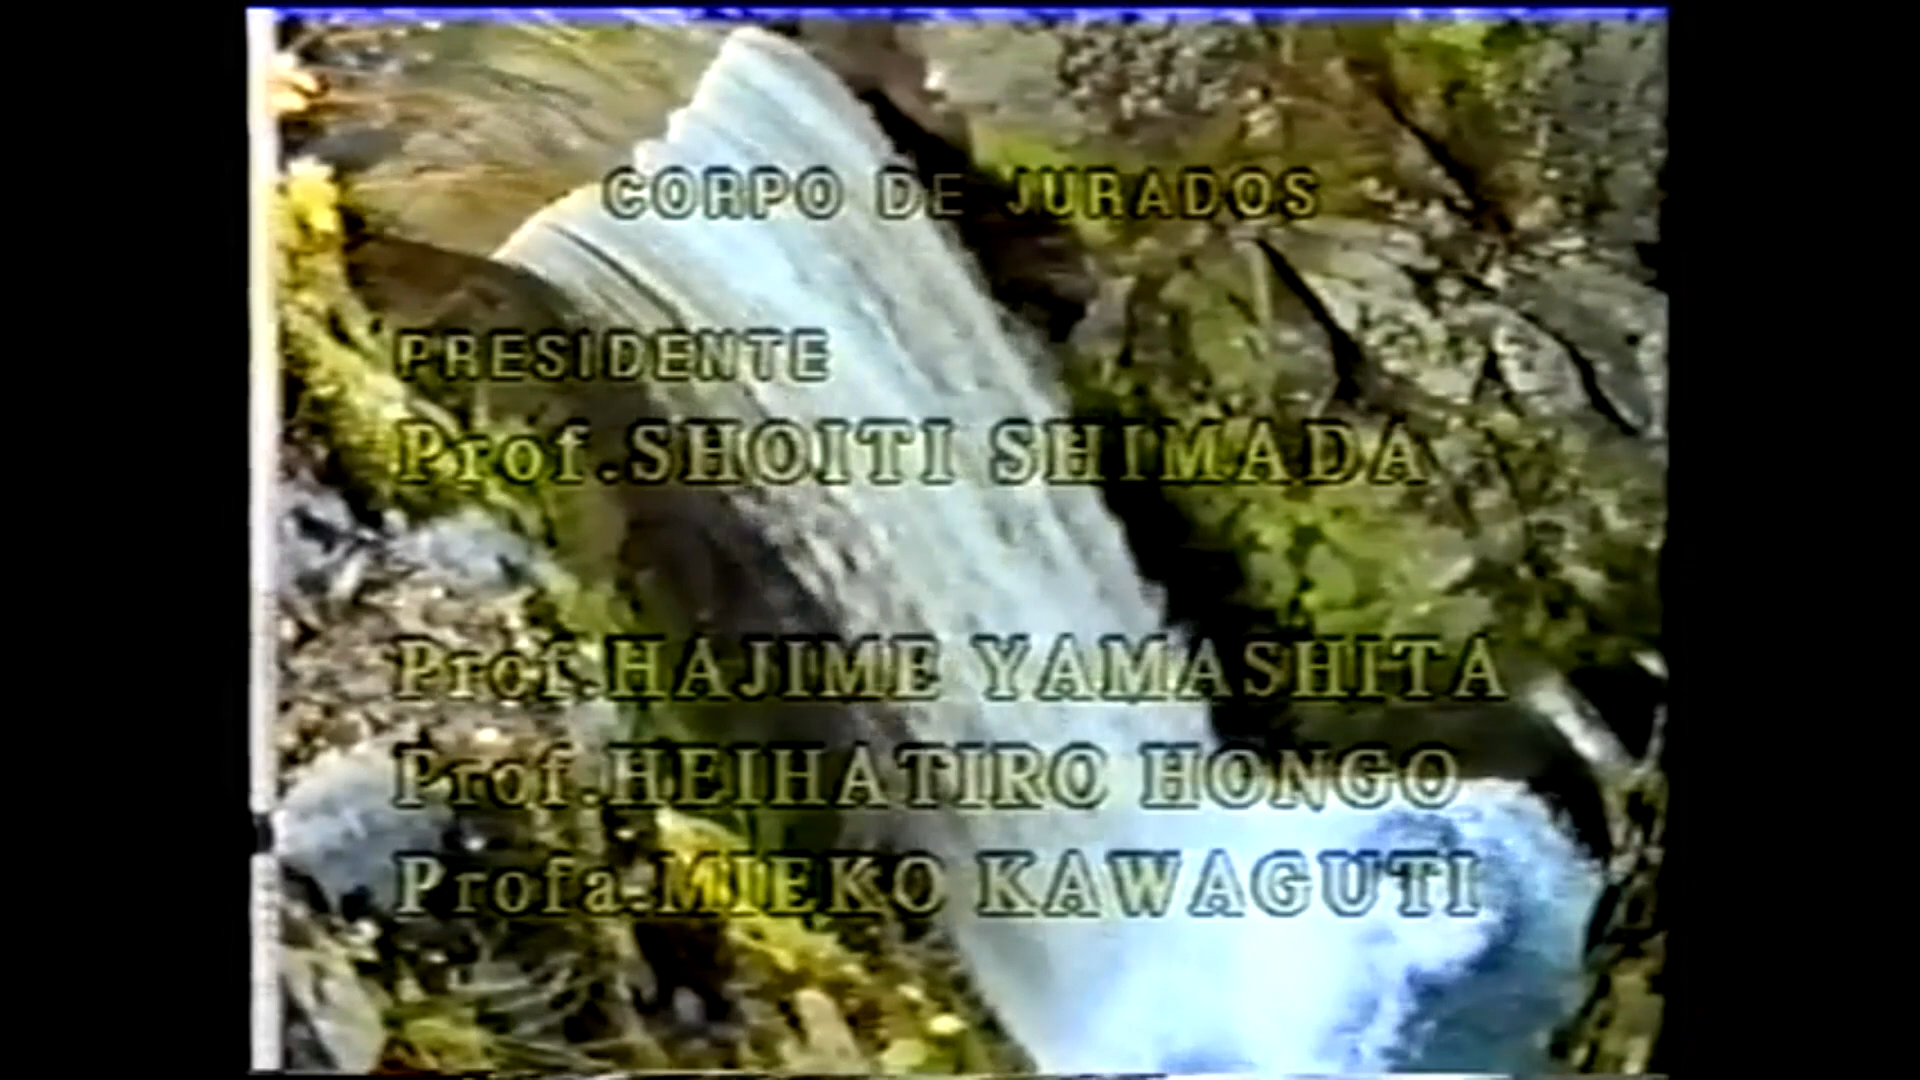 CORPO DE JURADOS
PRESIDENTE
Prof.SHOITI SHIMADA
Prof.HAJIME YAMASHITA
Prof.HEIHATIRO HONGO
Profa.MIEKO KAWAGUTI